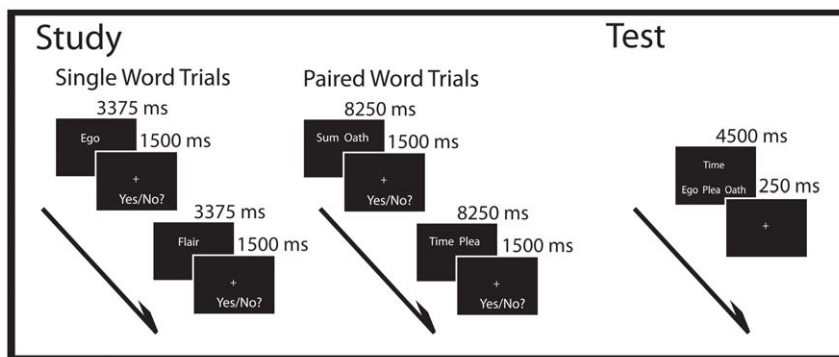 Study
Test
Single Word Trials
Paired Word Trials
3375 ms
Ego
1500 ms
+
Yes/No?
3375 ms
Flair
1500 ms
+
Yes/No?
8250 ms
Sum Oath
1500 ms
+
Yes/No?
8250 ms
Time Plea
1500 ms
+
Yes/No?
4500 ms
Time
Ego Plea Oath
250 ms
+